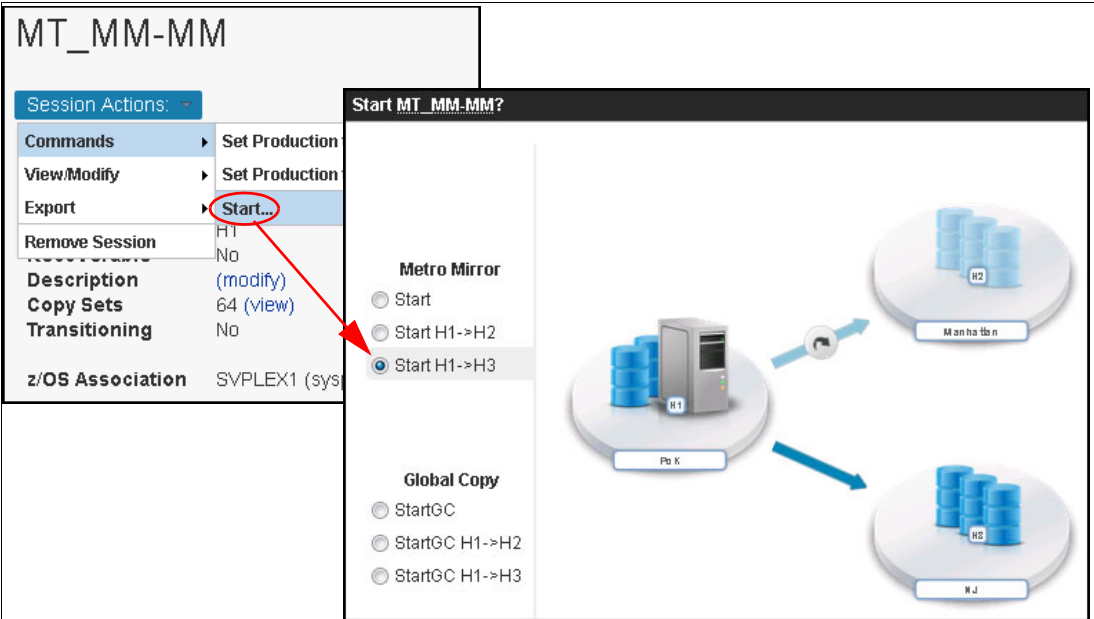 MT_MM-MM
Session Actions:
Commands
View/Modify
Export
Remove Session
Set Production
Set Production
Start...
H1
No
Description (modify)
Copy Sets 64 (view)
Transitioning No
z/OS Association SVPLEX1
Start MT_MM-MM?
Metro Mirror
Start
Start H1->H2
Start H1->H3
Global Copy
StartGC
StartGC H1->H2
StartGC H1->H3
H1
PoK
H2
Manhattan
H3
NJ